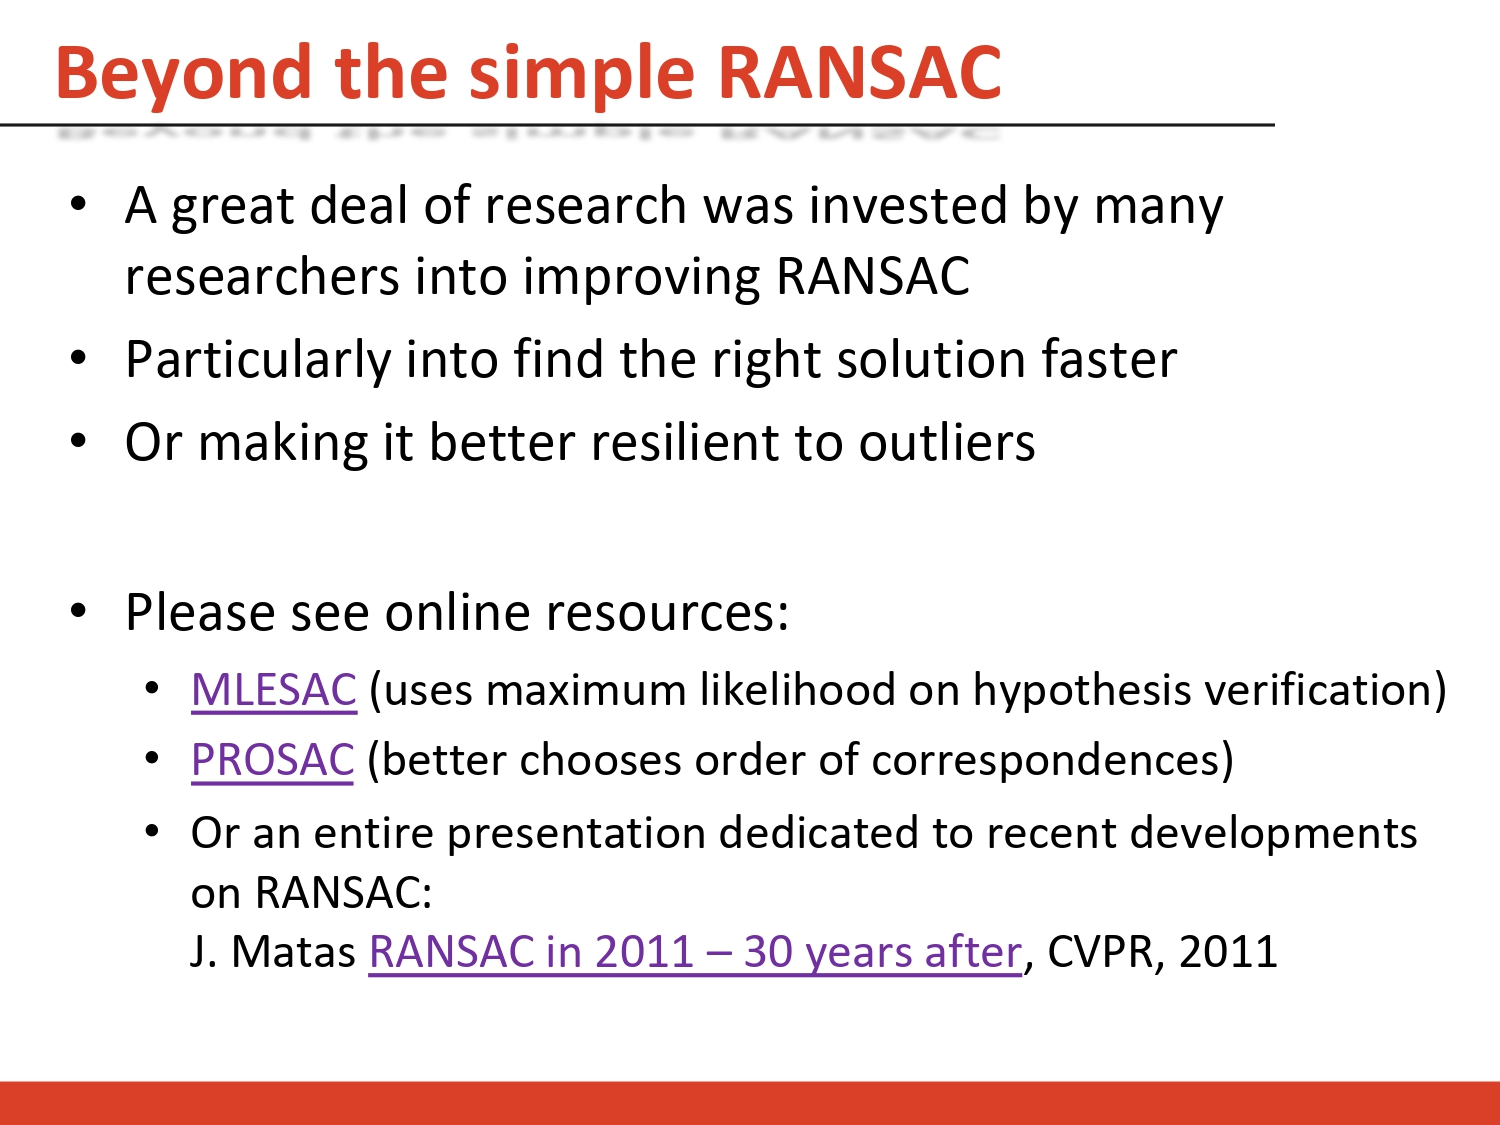 Beyond the simple RANSAC
• A great deal of research was invested by many
researchers into improving RANSAC
• Particularly into find the right solution faster
• Or making it better resilient to outliers
• Please see online resources:
• MLESAC (uses maximum likelihood on hypothesis verification)
• PROSAC (better chooses order of correspondences)
• Or an entire presentation dedicated to recent developments
on RANSAC:
J. Matas RANSAC in 2011 – 30 years after, CVPR, 2011